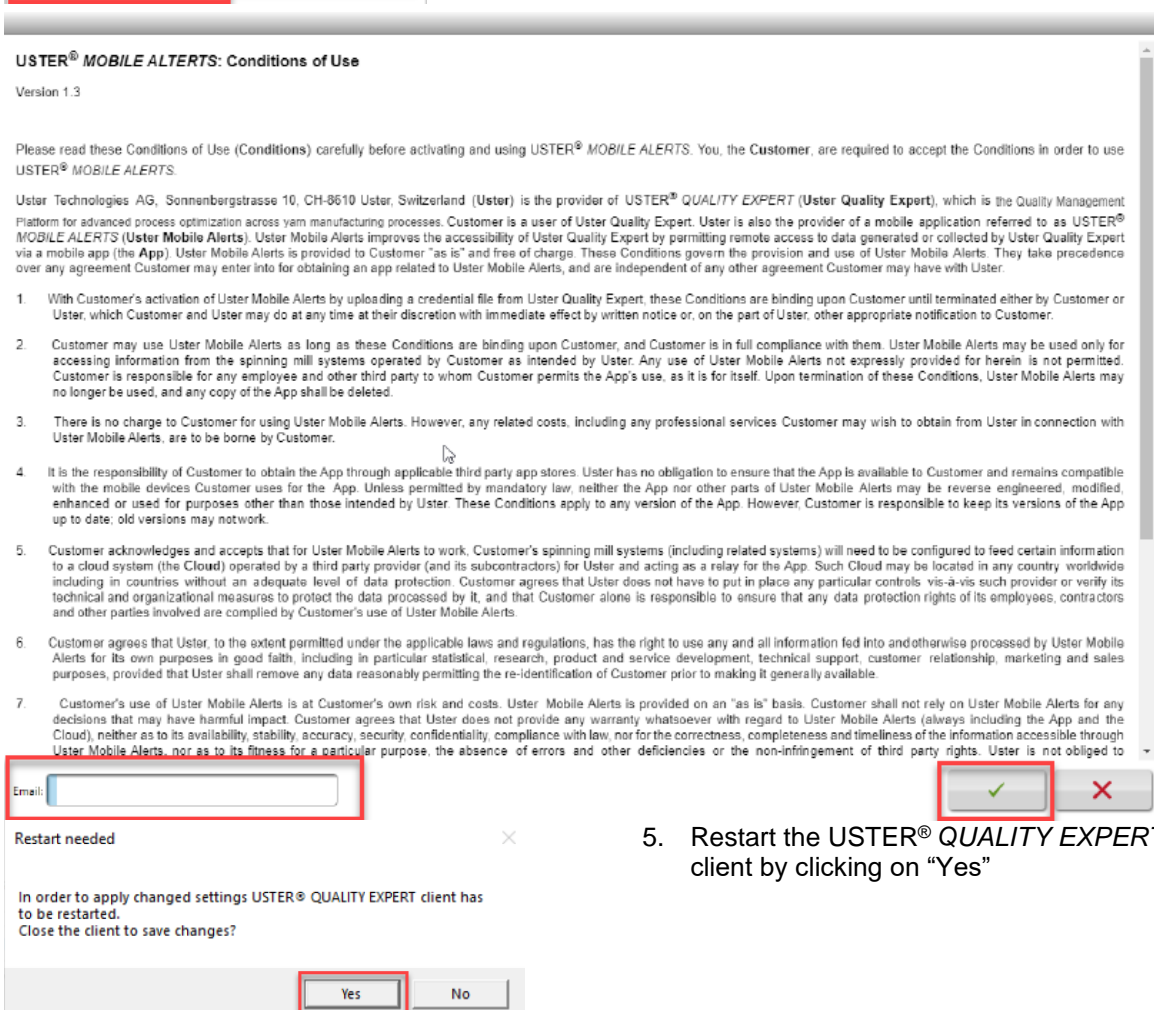 USTER® MOBILE ALTERTS: Conditions of Use
Version 1.3
Please read these Conditions of Use (Conditions) carefully before activating and using USTER® MOBILE ALERTS. You, the Customer, are required to accept the Conditions in order to use
USTER® MOBILE ALERTS.
Uster Technologies AG, Sonnenbergstrasse 10, CH-8610 Uster, Switzerland (Uster) is the provider of USTER® QUALITY EXPERT (Uster Quality Expert), which is the Quality Management
Platform for advanced process optimization across yarn manufacturing processes. Customer is a user of Uster Quality Expert. Uster is also the provider of a mobile application referred to as USTER®
MOBILE ALERTS (Uster Mobile Alerts). Uster Mobile Alerts improves the accessibility of Uster Quality Expert by permitting remote access to data generated or collected by Uster Quality Expert
via a mobile app (the App). Uster Mobile Alerts is provided to Customer "as is" and free of charge. These Conditions govern the provision and use of Uster Mobile Alerts. They take precedence
over any agreement Customer may enter into for obtaining an app related to Uster Mobile Alerts, and are independent of any other agreement Customer may have with Uster.
1. With Customer's activation of Uster Mobile Alerts by uploading a credential file from Uster Quality Expert, these Conditions are binding upon Customer until terminated either by Customer or
Uster, which Customer and Uster may do at any time at their discretion with immediate effect by written notice or, on the part of Uster, other appropriate notification to Customer.
2. Customer may use Uster Mobile Alerts as long as these Conditions are binding upon Customer, and Customer is in full compliance with them. Uster Mobile Alerts may be used only for
accessing information from the spinning mill systems operated by Customer as intended by Uster. Any use of Uster Mobile Alerts not expressly provided for herein is not permitted.
Customer is responsible for any employee and other third party to whom Customer permits the App's use, as it is for itself. Upon termination of these Conditions, Uster Mobile Alerts may
no longer be used, and any copy of the App shall be deleted.
3. There is no charge to Customer for using Uster Mobile Alerts. However, any related costs, including any professional services Customer may wish to obtain from Uster in connection with
Uster Mobile Alerts, are to be borne by Customer.
4. It is the responsibility of Customer to obtain the App through applicable third party app stores. Uster has no obligation to ensure that the App is available to Customer and remains compatible
with the mobile devices Customer uses for the App. Unless permitted by mandatory law, neither the App nor other parts of Uster Mobile Alerts may be reverse engineered, modified,
enhanced or used for purposes other than those intended by Uster. These Conditions apply to any version of the App. However, Customer is responsible to keep its versions of the App
up to date; old versions may notwork.
5. Customer acknowledges and accepts that for Uster Mobile Alerts to work, Customer's spinning mill systems (including related systems) will need to be configured to feed certain information
to a cloud system (the Cloud) operated by a third party provider (and its subcontractors) for Uster and acting as a relay for the App. Such Cloud may be located in any country worldwide
including in countries without an adequate level of data protection. Customer agrees that Uster does not have to put in place any particular controls vis-à-vis such provider or verify its
technical and organizational measures to protect the data processed by it, and that Customer alone is responsible to ensure that any data protection rights of its employees, contractors
and other parties involved are complied by Customer's use of Uster Mobile Alerts.
6. Customer agrees that Uster, to the extent permitted under the applicable laws and regulations, has the right to use any and all information fed into andotherwise processed by Uster Mobile
Alerts for its own purposes in good faith, including in particular statistical, research, product and service development, technical support, customer relationship, marketing and sales
purposes, provided that Uster shall remove any data reasonably permitting the re-identification of Customer prior to making it generally available.
7. Customer's use of Uster Mobile Alerts is at Customer's own risk and costs. Uster Mobile Alerts is provided on an "as is" basis. Customer shall not rely on Uster Mobile Alerts for any
decisions that may have harmful impact. Customer agrees that Uster does not provide any warranty whatsoever with regard to Uster Mobile Alerts (always including the App and the
Cloud), neither as to its availability, stability, accuracy, security, confidentiality, compliance with law, nor for the correctness, completeness and timeliness of the information accessible through
Uster Mobile Alerts, nor as to its fitness for a particular purpose, the absence of errors and other deficiencies or the non-infringement of third party rights. Uster is not obliged to
Email:
Restart needed
In order to apply changed settings USTER® QUALITY EXPERT client has
to be restarted.
Close the client to save changes?
Yes No
5. Restart the USTER® QUALITY EXPERT
client by clicking on “Yes”